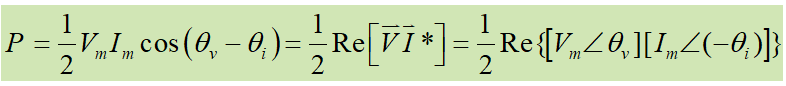 P = 1/2 V_m I_m cos(θ_v − θ_i) = 1/2 Re[V⃗ I⃗ *] = 1/2 Re{[V_m∠θ_v][I_m∠(−θ_i)]}